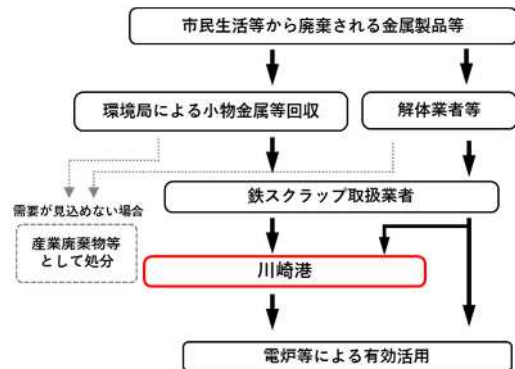 市民生活等から廃棄される金属製品等
環境局による小物金属等回収
解体業者等
鉄スクラップ取扱業者
需要が見込めない場合
産業廃棄物等
として処分
川崎港
電炉等による有効活用